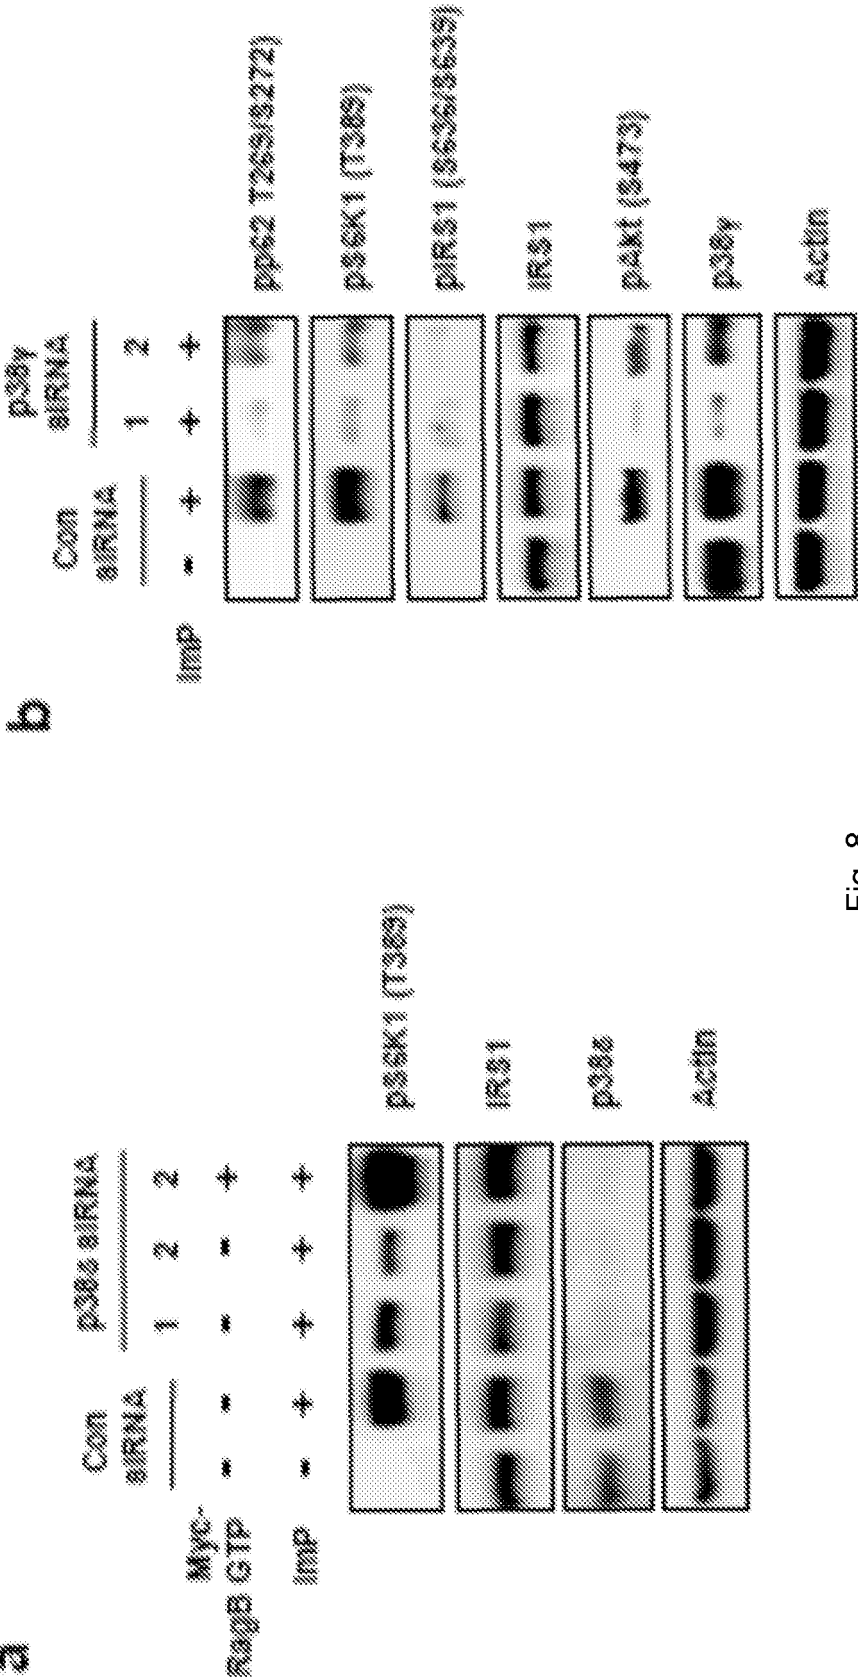 a
Con
siRNA
p38δ siRNA
1 2 2
Myc-
RagB GTP
- - - - +
ImP
- + + + +
pS6K1 (T389)
IRS1
p38δ
Actin
b
Con
siRNA
p38γ
siRNA
1 2
ImP
- + + +
pp62 T269/S272)
pS6K1 (T389)
pIRS1 (S636/S639)
IRS1
pAkt (S473)
p38γ
Actin
Fig. 8